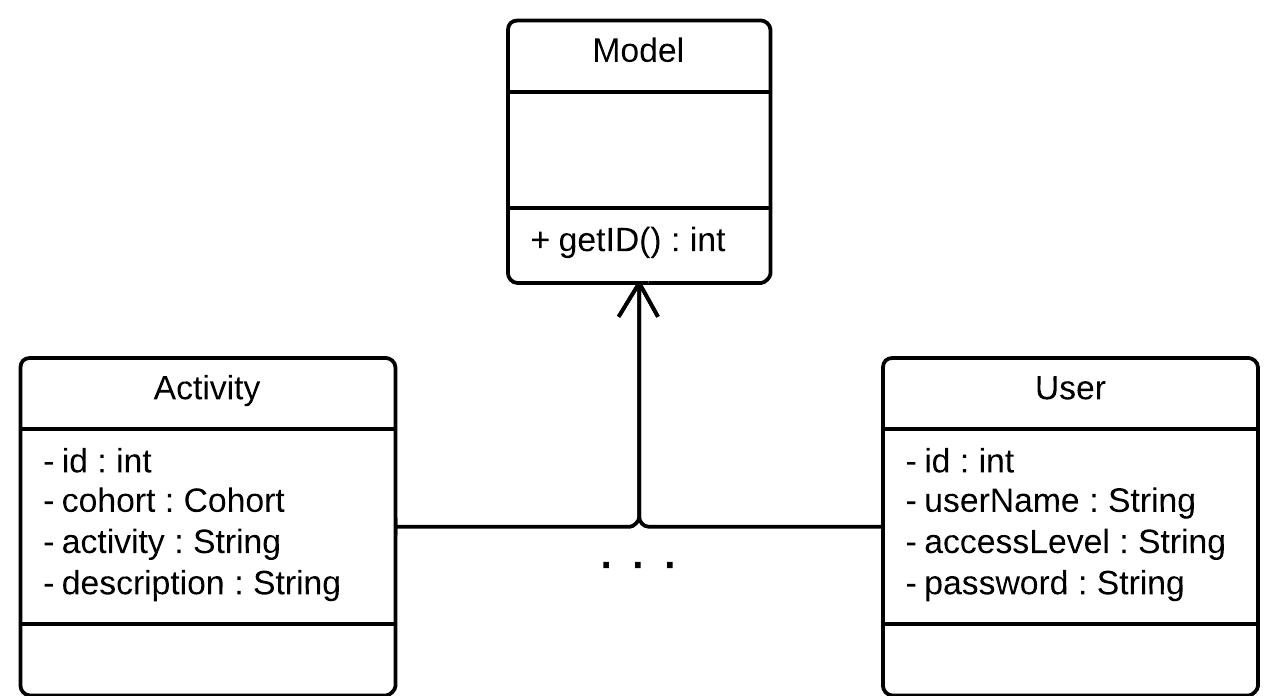 Model
+ getID() : int
Activity
- id : int
- cohort : Cohort
- activity : String
- description : String
User
- id : int
- userName : String
- accessLevel : String
- password : String
. . .